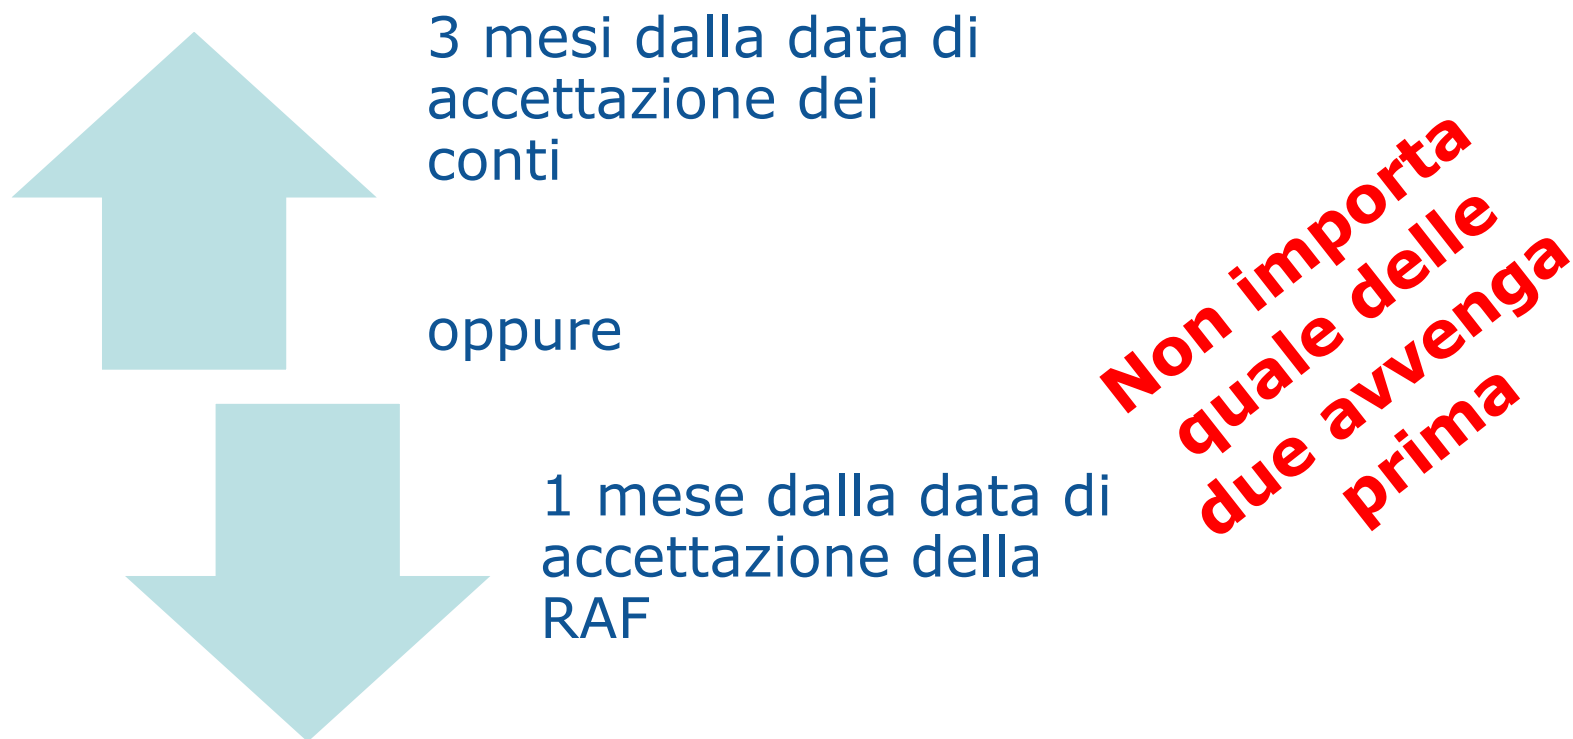 3 mesi dalla data di
accettazione dei
conti
oppure
1 mese dalla data di
accettazione della
RAF
Non importa
quale delle
due avvenga
prima